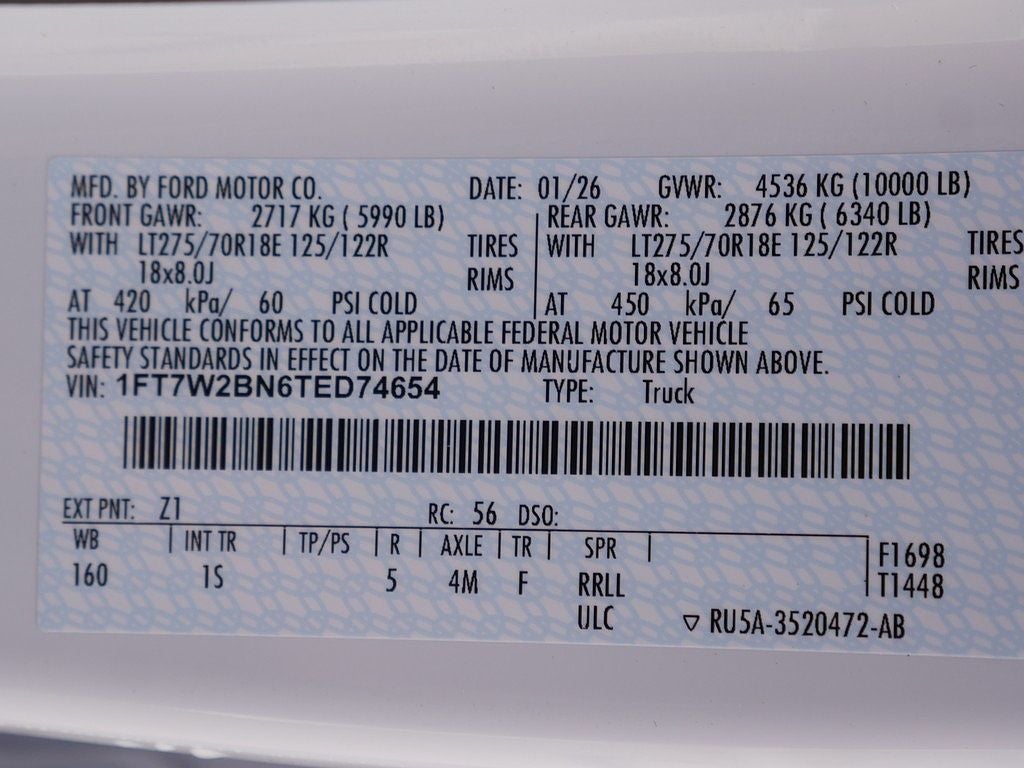 MFD. BY FORD MOTOR CO. DATE: 01/26 GVWR: 4536 KG (10000 LB)
FRONT GAWR: 2717 KG ( 5990 LB) REAR GAWR: 2876 KG ( 6340 LB)
WITH LT275/70R18E 125/122R TIRES WITH LT275/70R18E 125/122R TIRES
18x8.0J RIMS 18x8.0J RIMS
AT 420 kPa/ 60 PSI COLD AT 450 kPa/ 65 PSI COLD
THIS VEHICLE CONFORMS TO ALL APPLICABLE FEDERAL MOTOR VEHICLE
SAFETY STANDARDS IN EFFECT ON THE DATE OF MANUFACTURE SHOWN ABOVE.
VIN: 1FT7W2BN6TED74654 TYPE: Truck
EXT PNT: Z1 RC: 56 DSO:
WB INT TR TP/PS R AXLE TR SPR F1698
160 1S 5 4M F RRLL T1448
ULC ▽ RU5A-3520472-AB